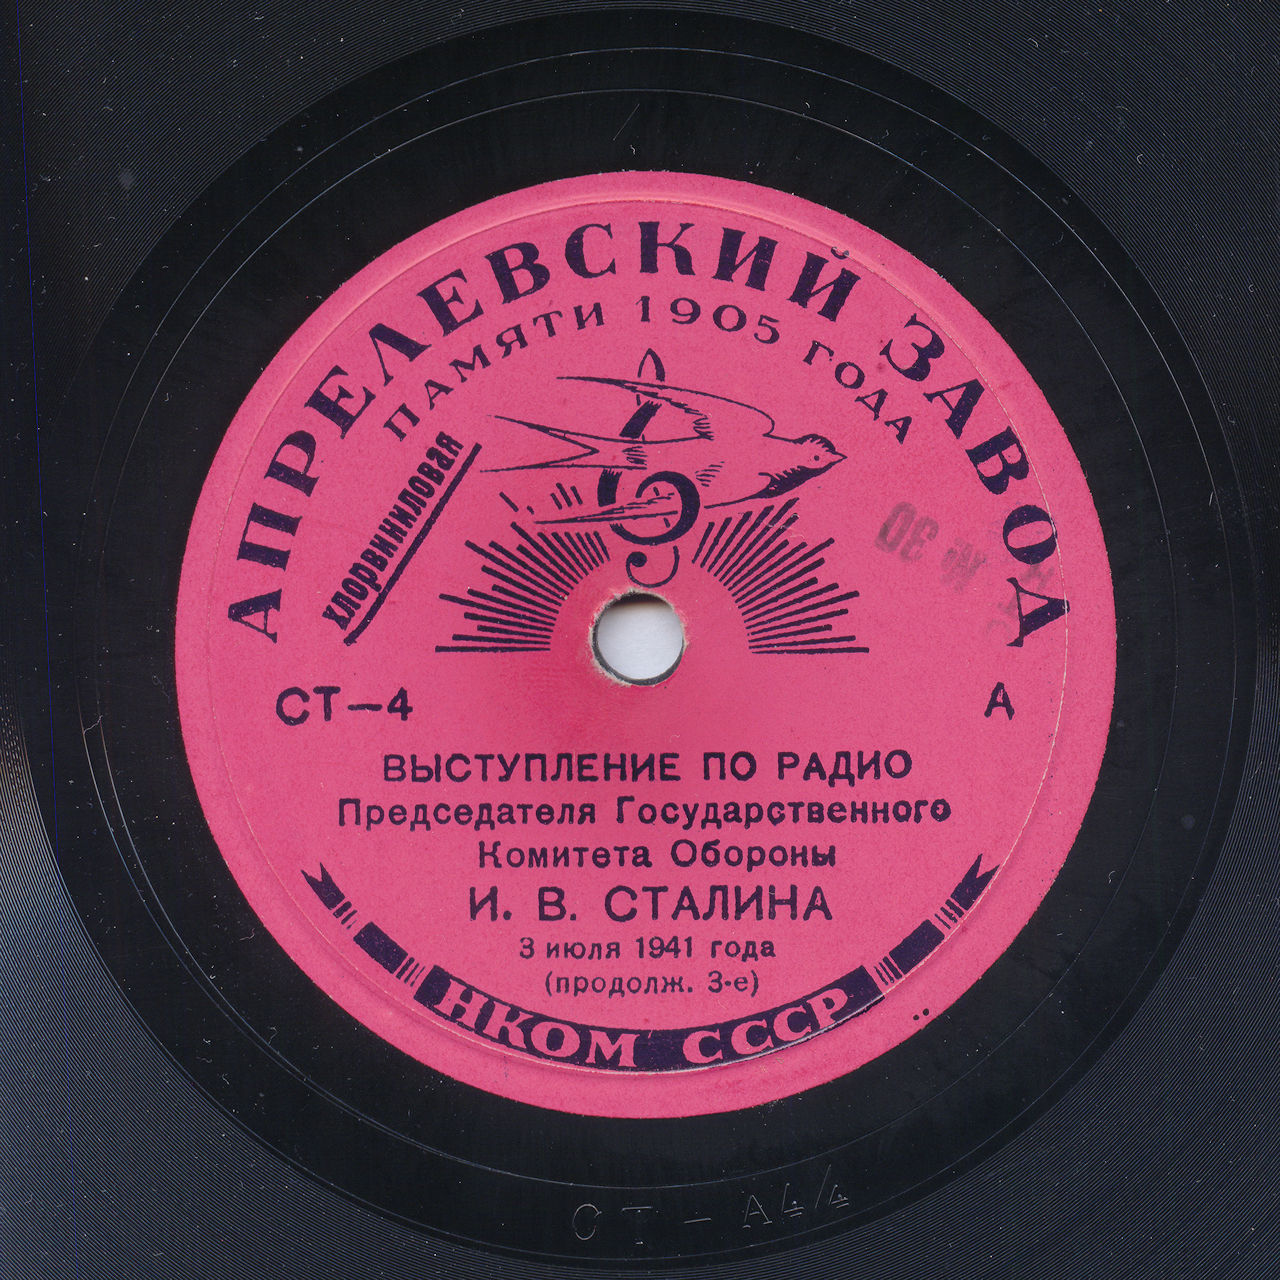 АПРЕЛЕВСКИЙ ЗАВОД
ПАМЯТИ 1905 ГОДА
хлорвиниловая
СТ–4
А
ВЫСТУПЛЕНИЕ ПО РАДИО
Председателя Государственного
Комитета Обороны
И. В. СТАЛИНА
3 июля 1941 года
(продолж. 3-е)
НКОМ СССР
СТ – А4/4